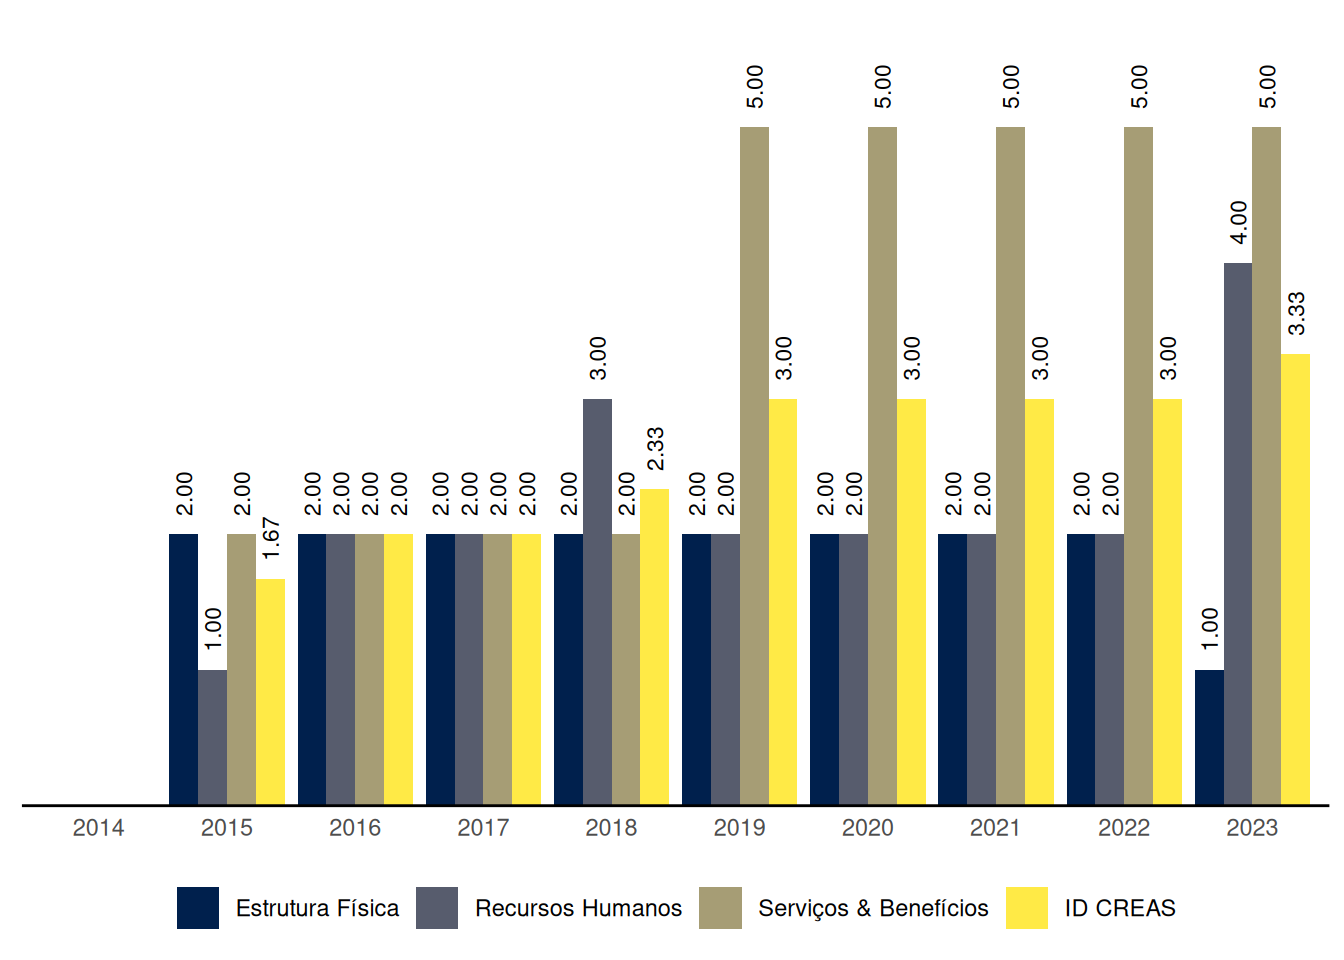 5.00 5.00 5.00 5.00 5.00
4.00
3.33
3.00 3.00 3.00 3.00 3.00
2.33
2.00 2.00 2.00 2.00 2.00 2.00 2.00 2.00 2.00 2.00 2.00 2.00 2.00 2.00 2.00 2.00 2.00 2.00 2.00 2.00
1.67
1.00 1.00
2014 2015 2016 2017 2018 2019 2020 2021 2022 2023
Estrutura Física Recursos Humanos Serviços & Benefícios ID CREAS